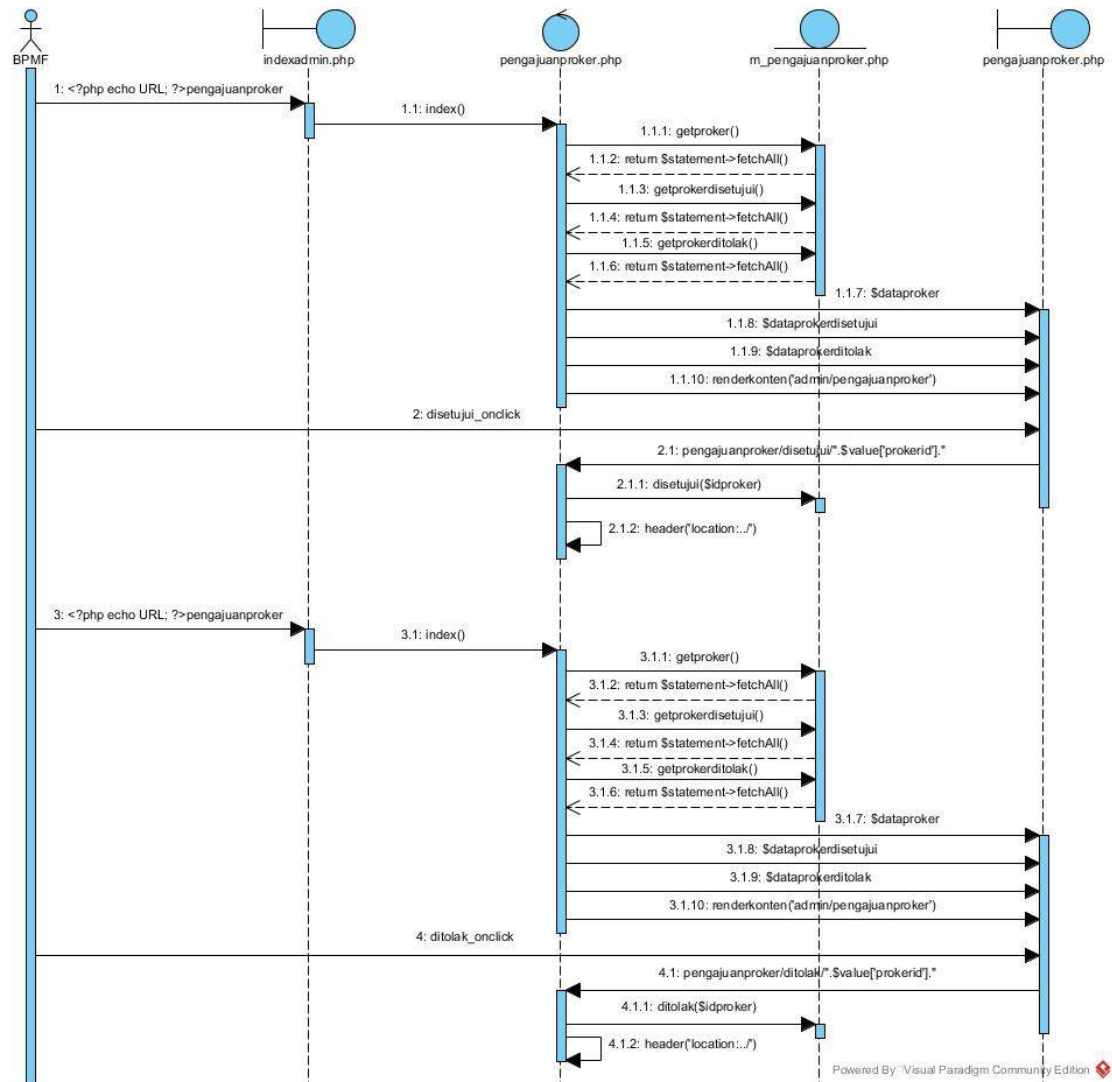 BPMF
indexadmin.php
pengajuanproker.php
m_pengajuanproker.php
pengajuanproker.php
1: <?php echo URL; ?>pengajuanproker
1.1: index()
1.1.1: getproker()
1.1.2: return $statement->fetchAll()
1.1.3: getprokerdisetujui()
1.1.4: return $statement->fetchAll()
1.1.5: getprokerditolak()
1.1.6: return $statement->fetchAll()
1.1.7: $dataproker
1.1.8: $dataprokerdisetujui
1.1.9: $dataprokerditolak
1.1.10: renderkonten('admin/pengajuanproker')
2: disetujui_onclick
2.1: pengajuanproker/disetujui/".$value['prokerid']."
2.1.1: disetujui($idproker)
2.1.2: header('location:../')
3: <?php echo URL; ?>pengajuanproker
3.1: index()
3.1.1: getproker()
3.1.2: return $statement->fetchAll()
3.1.3: getprokerdisetujui()
3.1.4: return $statement->fetchAll()
3.1.5: getprokerditolak()
3.1.6: return $statement->fetchAll()
3.1.7: $dataproker
3.1.8: $dataprokerdisetujui
3.1.9: $dataprokerditolak
3.1.10: renderkonten('admin/pengajuanproker')
4: ditolak_onclick
4.1: pengajuanproker/ditolak/".$value['prokerid']."
4.1.1: ditolak($idproker)
4.1.2: header('location:../')
Powered By Visual Paradigm Community Edition